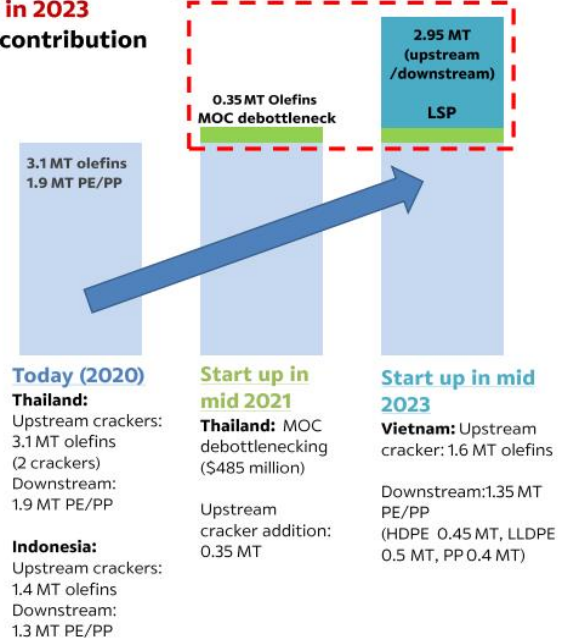 in 2023
contribution
2.95 MT
(upstream
/downstream)
LSP
0.35 MT Olefins
MOC debottleneck
3.1 MT olefins
1.9 MT PE/PP
Today (2020)
Thailand:
Upstream crackers:
3.1 MT olefins
(2 crackers)
Downstream:
1.9 MT PE/PP
Indonesia:
Upstream crackers:
1.4 MT olefins
Downstream:
1.3 MT PE/PP
Start up in
mid 2021
Thailand: MOC
debottlenecking
($485 million)
Upstream
cracker addition:
0.35 MT
Start up in mid
2023
Vietnam: Upstream
cracker: 1.6 MT olefins
Downstream:1.35 MT
PE/PP
(HDPE 0.45 MT, LLDPE
0.5 MT, PP 0.4 MT)